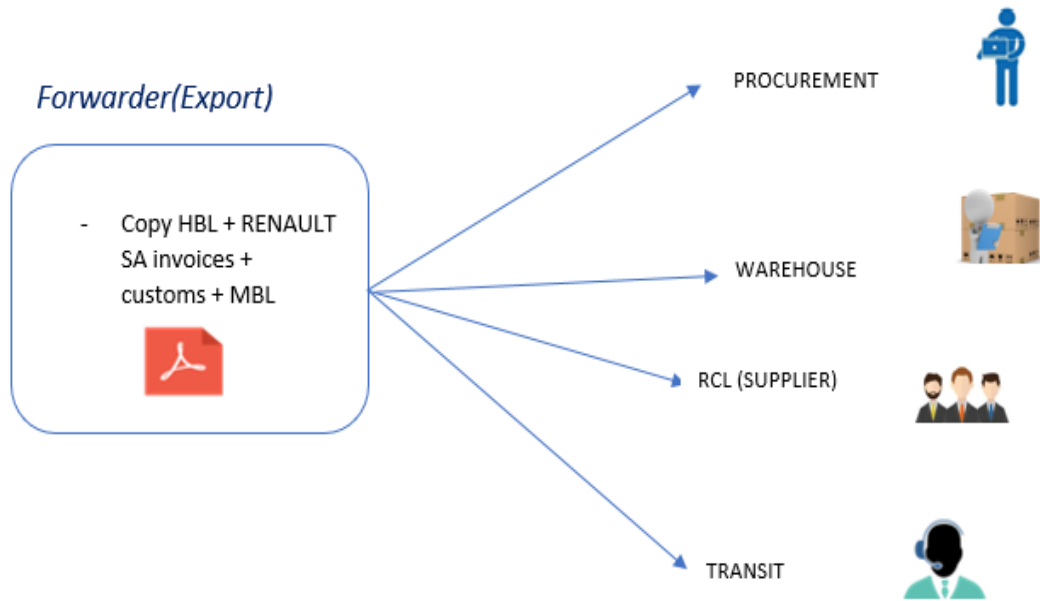 Forwarder(Export)
- Copy HBL + RENAULT
SA invoices +
customs + MBL
PROCUREMENT
WAREHOUSE
RCL (SUPPLIER)
TRANSIT